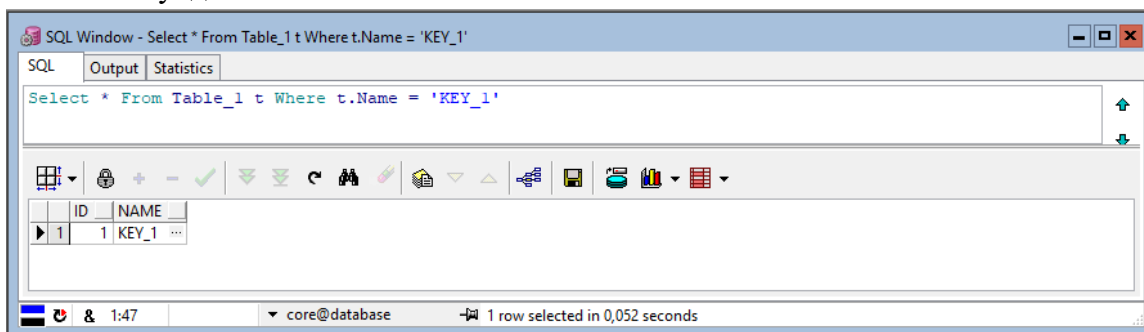 SQL Window - Select * From Table_1 t Where t.Name = 'KEY_1'
SQL Output Statistics
Select * From Table_1 t Where t.Name = 'KEY_1'
ID NAME
1 1 KEY_1 ...
& 1:47 core@database 1 row selected in 0,052 seconds